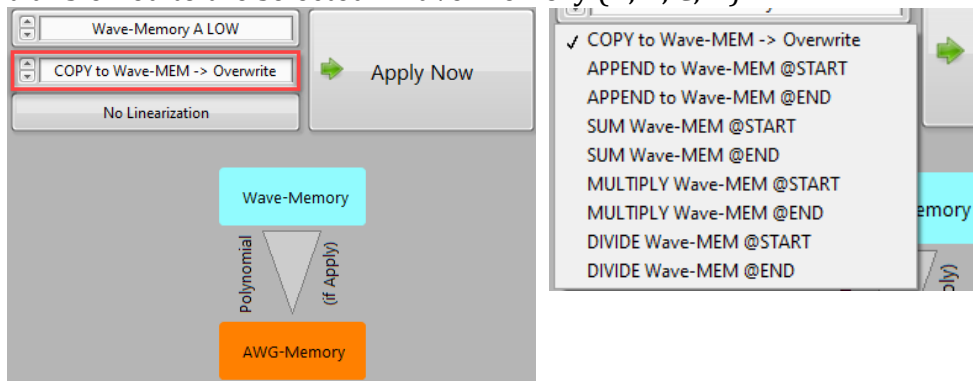 Wave-Memory A LOW
COPY to Wave-MEM -> Overwrite
No Linearization
Apply Now
Wave-Memory
Polynomial
(if Apply)
AWG-Memory
✓ COPY to Wave-MEM -> Overwrite
APPEND to Wave-MEM @START
APPEND to Wave-MEM @END
SUM Wave-MEM @START
SUM Wave-MEM @END
MULTIPLY Wave-MEM @START
MULTIPLY Wave-MEM @END
DIVIDE Wave-MEM @START
DIVIDE Wave-MEM @END
emory
ply)